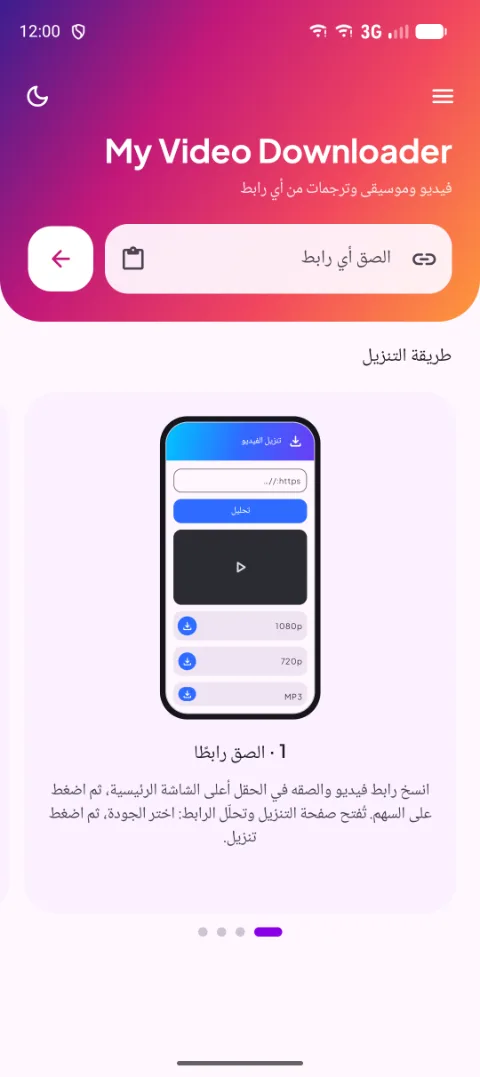 12:00
3G
My Video Downloader
فيديو وموسيقى وترجمات من أي رابط
الصق أي رابط
طريقة التنزيل
تنزيل الفيديو
https://..
تحليل
1080p
720p
MP3
1 · الصق رابطًا
انسخ رابط فيديو والصقه في الحقل أعلى الشاشة الرئيسية، ثم اضغط
على السهم. تُفتح صفحة التنزيل وتحلّل الرابط: اختر الجودة، ثم اضغط
تنزيل.